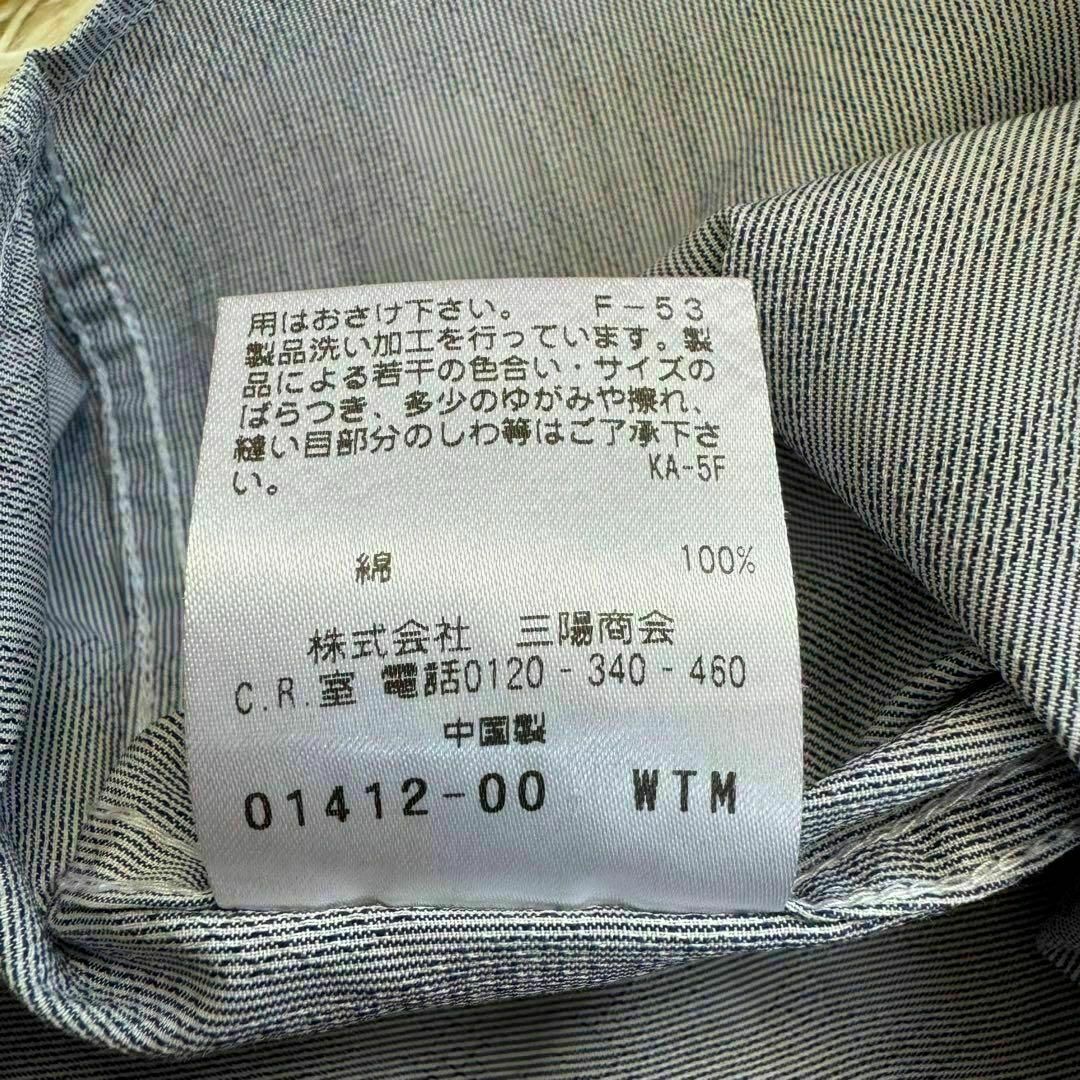 用はおさけ下さい。 F-53
製品洗い加工を行っています。製
品による若干の色合い・サイズの
ばらつき、多少のゆがみや擦れ、
縫い目部分のしわ等はご了承下さ
い。 KA-5F
綿 100%
株式会社 三陽商会
C.R.室 電話0120-340-460
中国製
01412-00 WTM